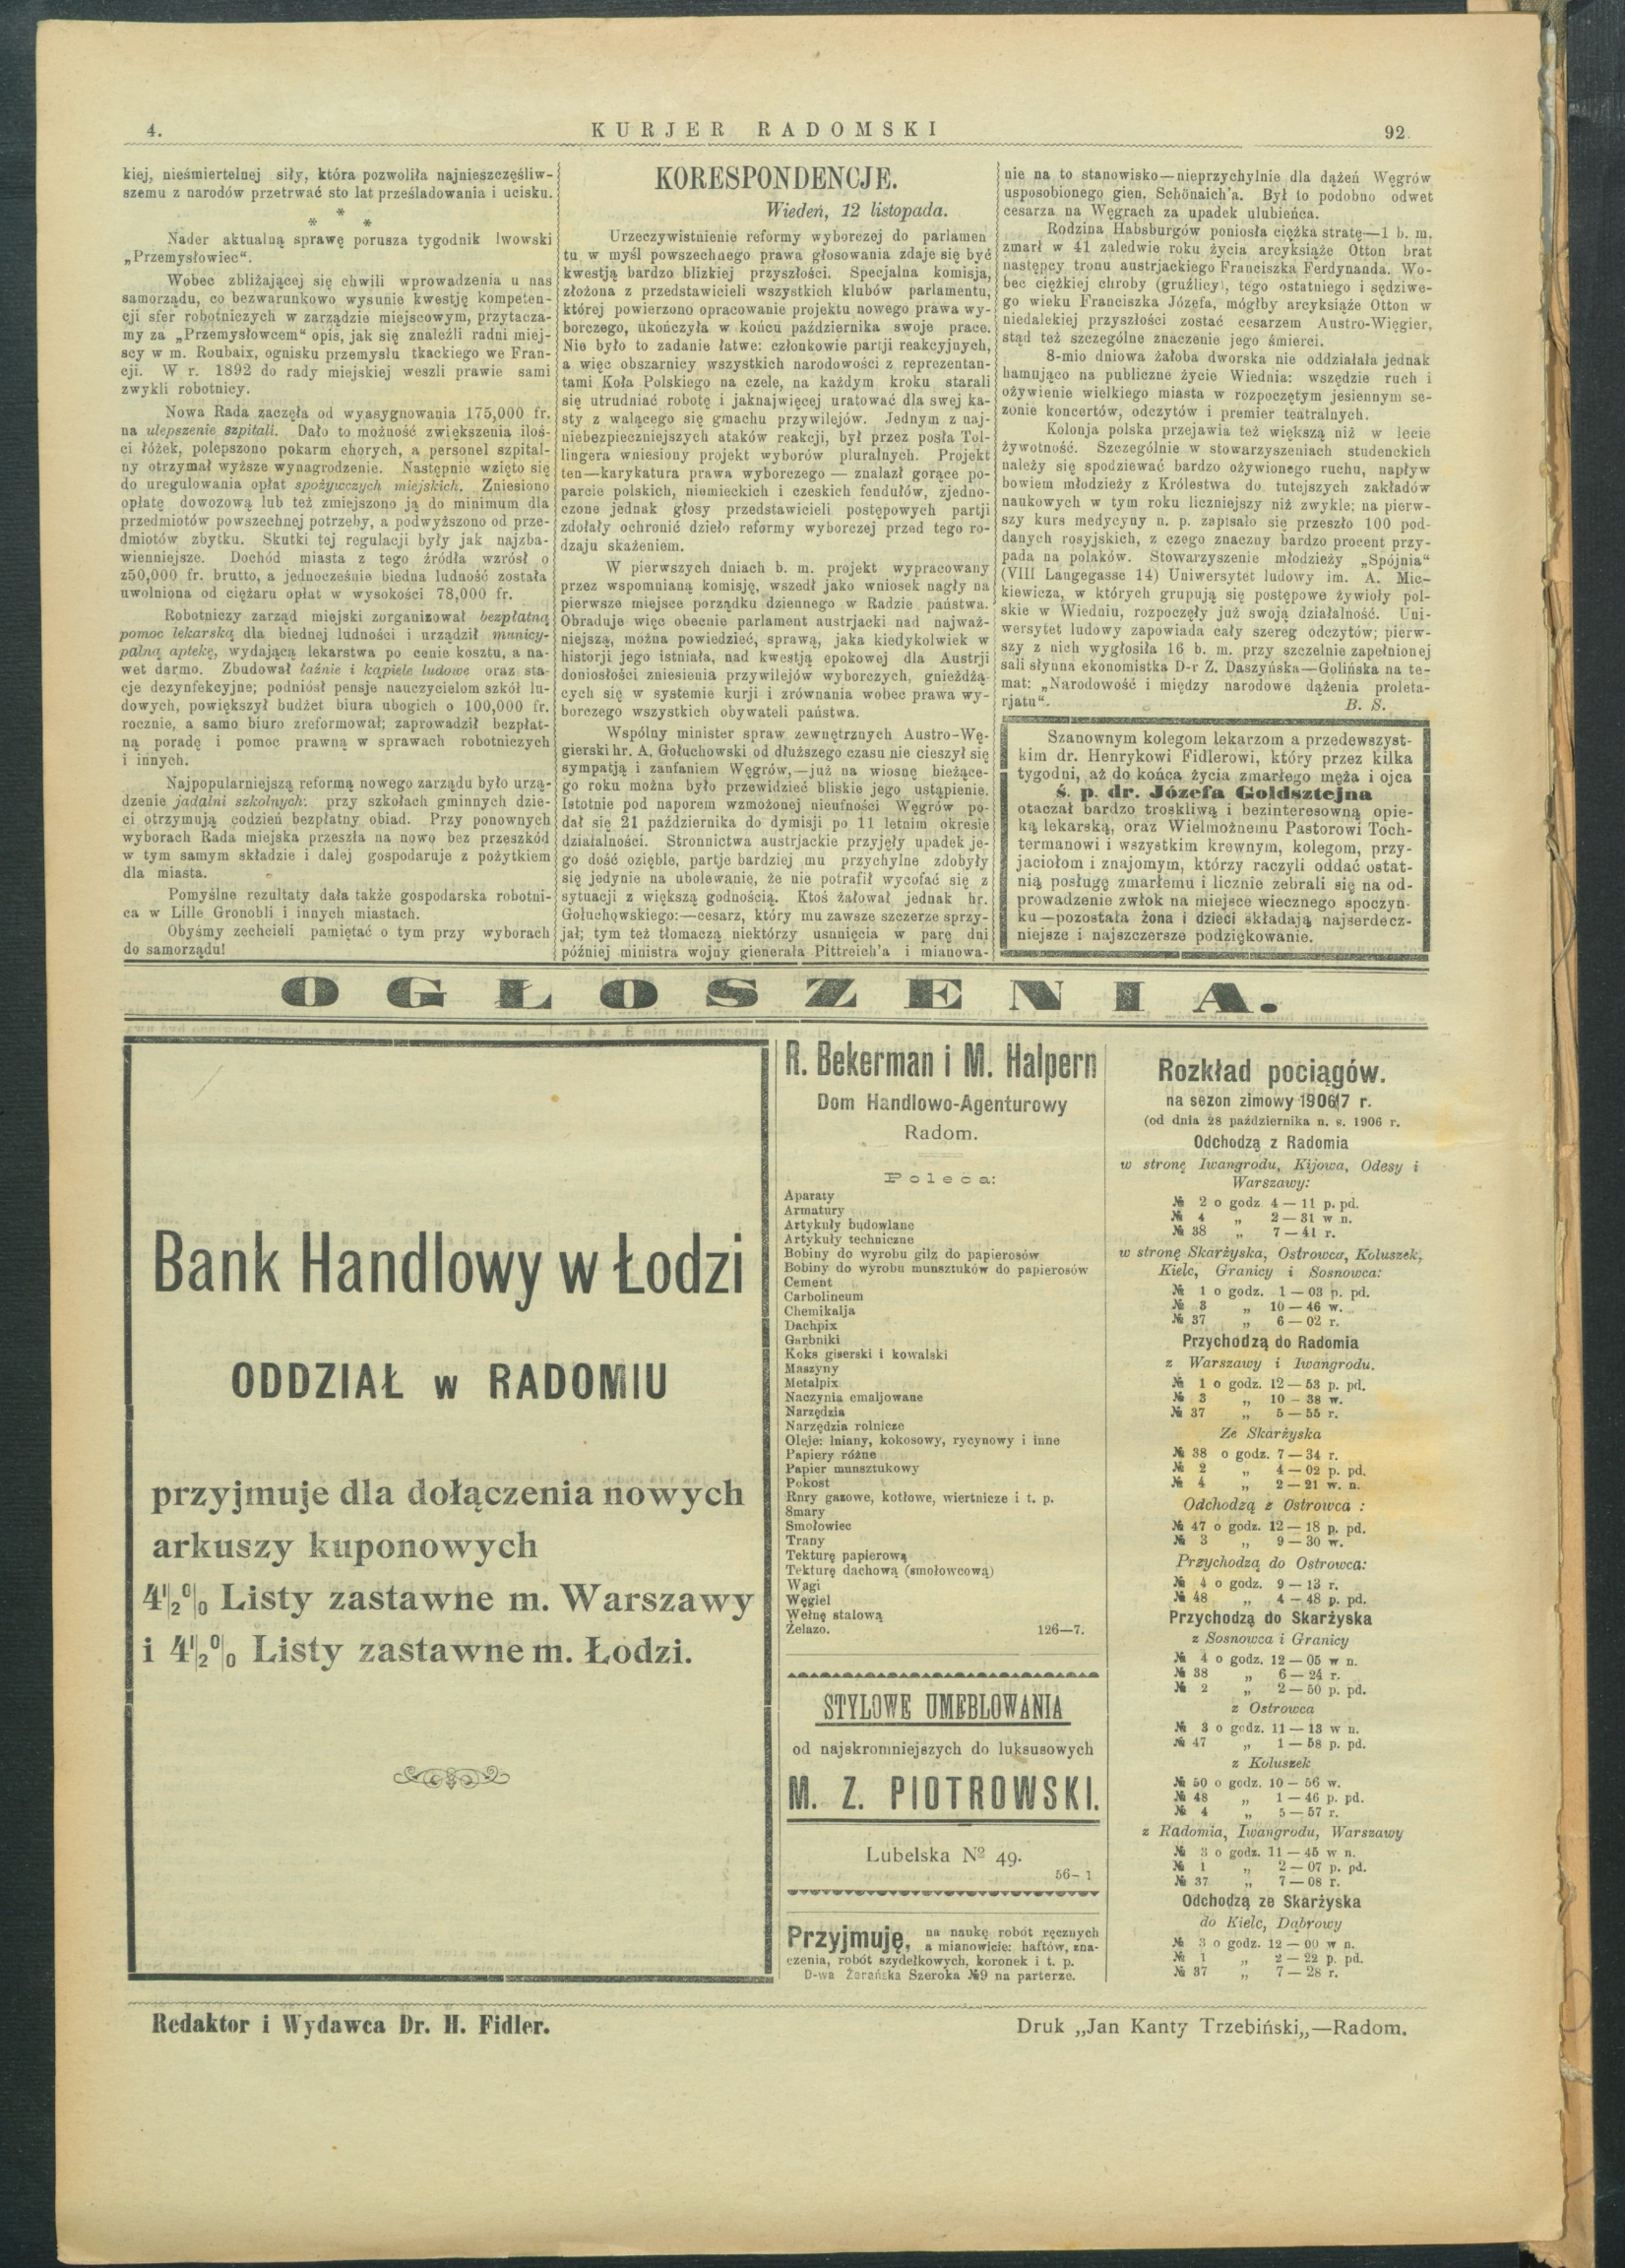 4.
KURJER RADOMSKI
92.
kiej, nieśmiertelnej siły, która pozwoliła najnieszczęśliw-
szemu z narodów przetrwać sto lat prześladowania i ucisku.
*
* *
Nader aktualną sprawę porusza tygodnik lwowski
„Przemysłowiec“.
Wobec zbliżającej się chwili wprowadzenia u nas
samorządu, co bezwarunkowo wysunie kwestję kompeten-
cji sfer robotniczych w zarządzie miejscowym, przytacza-
my za „Przemysłowcem“ opis, jak się znaleźli radni miej-
scy w m. Roubaix, ognisku przemysłu tkackiego we Fran-
cji. W r. 1892 do rady miejskiej weszli prawie sami
zwykli robotnicy.
Nowa Rada zaczęła od wyasygnowania 175,000 fr.
na ulepszenie szpitali. Dało to możność zwiększenia iloś-
ci łóżek, polepszono pokarm chorych, a personel szpital-
ny otrzymał wyższe wynagrodzenie. Następnie wzięto się
do uregulowania opłat spożywczych miejskich. Zniesiono
opłatę dowozową lub też zmiejszono ją do minimum dla
przedmiotów powszechnej potrzeby, a podwyższono od prze-
dmiotów zbytku. Skutki tej regulacji były jak najzba-
wienniejsze. Dochód miasta z tego źródła wzrósł o
z50,000 fr. brutto, a jednocześnie biedna ludność została
uwolniona od ciężaru opłat w wysokości 78,000 fr.
Robotniczy zarząd miejski zorganizował bezpłatną
pomoc lekarską dla biednej ludności i urządził municy-
palną aptekę, wydającą lekarstwa po cenie kosztu, a na-
wet darmo. Zbudował łaźnie i kąpiele ludowe oraz sta-
cje dezynfekcyjne; podniósł pensje nauczycielom szkół lu-
dowych, powiększył budżet biura ubogich o 100,000 fr.
rocznie, a samo biuro zreformował; zaprowadził bezpłat-
ną poradę i pomoc prawną w sprawach robotniczych
i innych.
Najpopularniejszą reformą nowego zarządu było urzą-
dzenie jadalni szkolnych: przy szkołach gminnych dzie-
ci otrzymują codzień bezpłatny obiad. Przy ponownych
wyborach Rada miejska przeszła na nowo bez przeszkód
w tym samym składzie i dalej gospodaruje z pożytkiem
dla miasta.
Pomyślne rezultaty dała także gospodarska robotni-
ca w Lille Gronobli i innych miastach.
Obyśmy zechcieli pamiętać o tym przy wyborach
do samorządu!
KORESPONDENCJE.
Wiedeń, 12 listopada.
Urzeczywistnienie reformy wyborczej do parlamen
tu w myśl powszechnego prawa głosowania zdaje się być
kwestją bardzo blizkiej przyszłości. Specjalna komisja,
złożona z przedstawicieli wszystkich klubów parlamentu,
której powierzono opracowanie projektu nowego prawa wy-
borczego, ukończyła w końcu października swoje prace.
Nie było to zadanie łatwe: członkowie partji reakcyjnych,
a więc obszarnicy wszystkich narodowości z reprezentan-
tami Koła Polskiego na czele, na każdym kroku starali
się utrudniać robotę i jaknajwięcej uratować dla swej ka-
sty z walącego się gmachu przywilejów. Jednym z naj-
niebezpieczniejszych ataków reakcji, był przez posła Tol-
lingera wniesiony projekt wyborów pluralnych. Projekt
ten—karykatura prawa wyborczego — znalazł gorące po-
parcie polskich, niemieckich i czeskich fendułów, zjedno-
czone jednak głosy przedstawicieli postępowych partji
zdołały ochronić dzieło reformy wyborczej przed tego ro-
dzaju skażeniem.
W pierwszych dniach b. m. projekt wypracowany
przez wspomnianą komisję, wszedł jako wniosek nagły na
pierwsze miejsce porządku dziennego w Radzie państwa.
Obraduje więc obecnie parlament austrjacki nad najważ-
niejszą, można powiedzieć, sprawą, jaka kiedykolwiek w
historji jego istniała, nad kwestją epokowej dla Austrji
doniosłości zniesienia przywilejów wyborczych, gnieżdżą-
cych się w systemie kurji i zrównania wobec prawa wy-
borczego wszystkich obywateli państwa.
Wspólny minister spraw zewnętrznych Austro-Wę-
gierski hr. A. Gołuchowski od dłuższego czasu nie cieszył się
sympatją i zanfaniem Węgrów,—już na wiosnę bieżące-
go roku można było przewidzieć bliskie jego ustąpienie.
Istotnie pod naporem wzmożonej nieufności Węgrów po-
dał się 21 października do dymisji po 11 letnim okresie
działalności. Stronnictwa austrjackie przyjęły upadek je-
go dość ozięble, partje bardziej mu przychylne zdobyły
się jedynie na ubolewanie, że nie potrafił wycofać się z
sytuacji z większą godnością. Ktoś żałował jednak hr.
Gołuchowskiego:—cesarz, który mu zawsze szczerze sprzy-
jał; tym też tłomaczą niektórzy usunięcia w parę dni
później ministra wojny gienerała Pittreich'a i mianowa-
nie na to stanowisko—nieprzychylnie dla dążeń Węgrów
usposobionego gien. Schönaich'a. Był to podobno odwet
cesarza na Węgrach za upadek ulubieńca.
Rodzina Habsburgów poniosła ciężka stratę—1 b. m.
zmarł w 41 zaledwie roku życia arcyksiąże Otton brat
następcy tronu austrjackiego Franciszka Ferdynanda. Wo-
bec ciężkiej choroby (gruźlicy), tego ostatniego i sędziwe-
go wieku Franciszka Józefa, mógłby arcyksiąże Otton w
niedalekiej przyszłości zostać cesarzem Austro-Więgier,
stąd też szczególne znaczenie jego śmierci.
8-mio dniowa żałoba dworska nie oddziałała jednak
hamująco na publiczne życie Wiednia: wszędzie ruch i
ożywienie wielkiego miasta w rozpoczętym jesiennym se-
zonie koncertów, odczytów i premier teatralnych.
Kolonja polska przejawia też większą niż w lecie
żywotność. Szczególnie w stowarzyszeniach studenckich
należy się spodziewać bardzo ożywionego ruchu, napływ
bowiem młodzieży z Królestwa do tutejszych zakładów
naukowych w tym roku liczniejszy niż zwykle; na pierw-
szy kurs medycyny n. p. zapisało się przeszło 100 pod-
danych rosyjskich, z czego znaczny bardzo procent przy-
pada na polaków. Stowarzyszenie młodzieży „Spójnia“
(VIII Langegasse 14) Uniwersytet ludowy im. A. Mic-
kiewicza, w których grupują się postępowe żywioły pol-
skie w Wiedniu, rozpoczęły już swoją działalność. Uni-
wersytet ludowy zapowiada cały szereg odczytów; pierw-
szy z nich wygłosiła 16 b. m. przy szczelnie zapełnionej
sali słynna ekonomistka D-r Z. Daszyńska—Golińska na te-
mat: „Narodowość i między narodowe dążenia proleta-
rjatu“.
B. S.
Szanownym kolegom lekarzom a przedewszyst-
kim dr. Henrykowi Fidlerowi, który przez kilka
tygodni, aż do końca życia zmarłego męża i ojca
ś. p. dr. Józefa Goldsztejna
otaczał bardzo troskliwą i bezinteresowną opie-
ką lekarską, oraz Wielmożnemu Pastorowi Toch-
termanowi i wszystkim krewnym, kolegom, przy-
jaciołom i znajomym, którzy raczyli oddać ostat-
nią posługę zmarłemu i licznie zebrali się na od-
prowadzenie zwłok na miejsce wiecznego spoczyn-
ku—pozostała żona i dzieci składają najserdecz-
niejsze i najszczersze podziękowanie.
OGŁOSZENIA.
Bank Handlowy w Łodzi
ODDZIAŁ w RADOMIU
przyjmuje dla dołączenia nowych
arkuszy kuponowych
4 1/2 % Listy zastawne m. Warszawy
i 4 1/2 % Listy zastawne m. Łodzi.
R. Bekerman i M. Halpern
Dom Handlowo-Agenturowy
Radom.
Poleca:
Aparaty
Armatury
Artykuły budowlane
Artykuły techniczne
Bobiny do wyrobu gilz do papierosów
Bobiny do wyrobu munsztuków do papierosów
Cement
Carbolineum
Chemikalja
Dachpix
Garbniki
Koks giserski i kowalski
Maszyny
Metalpix
Naczynia emaljowane
Narzędzia
Narzędzia rolnicze
Oleje: lniany, kokosowy, rycynowy i inne
Papiery różne
Papier munsztukowy
Pokost
Rury gazowe, kotłowe, wiertnicze i t. p.
Smary
Smołowiec
Trany
Tekturę papierową
Tekturę dachową (smołowcową)
Wagi
Węgiel
Wełnę stalową
Żelazo.
126—7.
STYLOWE UMEBLOWANIA
od najskromniejszych do luksusowych
M. Z. PIOTROWSKI.
Lubelska № 49.
56—1
Przyjmuję, na naukę robót ręcznych
a mianowicie: haftów, zna-
czenia, robót szydełkowych, koronek i t. p.
D-wa Żarańska Szeroka №9 na parterze.
Rozkład pociągów.
na sezon zimowy 1906/7 r.
(od dnia 28 października n. s. 1906 r.
Odchodzą z Radomia
w stronę Iwangrodu, Kijowa, Odesy i
Warszawy:
№ 2 o godz. 4 — 11 p. pd.
№ 4 „ 2 — 31 w n.
№ 38 „ 7 — 41 r.
w stronę Skarżyska, Ostrowca, Koluszek,
Kielc, Granicy i Sosnowca:
№ 1 o godz. 1 — 03 p. pd.
№ 3 „ 10 — 46 w.
№ 37 „ 6 — 02 r.
Przychodzą do Radomia
z Warszawy i Iwangrodu.
№ 1 o godz. 12 — 53 p. pd.
№ 3 „ 10 — 38 w.
№ 37 „ 5 — 55 r.
Ze Skarżyska
№ 38 o godz. 7 — 34 r.
№ 2 „ 4 — 02 p. pd.
№ 4 „ 2 — 21 w. n.
Odchodzą z Ostrowca :
№ 47 o godz. 12 — 18 p. pd.
№ 3 „ 9 — 30 w.
Przychodzą do Ostrowca:
№ 4 o godz. 9 — 13 r.
№ 48 „ 4 — 48 p. pd.
Przychodzą do Skarżyska
z Sosnowca i Granicy
№ 4 o godz. 12 — 05 w n.
№ 38 „ 6 — 24 r.
№ 2 „ 2 — 50 p. pd.
z Ostrowca
№ 3 o godz. 11 — 13 w n.
№ 47 „ 1 — 58 p. pd.
z Koluszek
№ 50 o godz. 10 — 56 w.
№ 48 „ 1 — 46 p. pd.
№ 4 „ 5 — 57 r.
z Radomia, Iwangrodu, Warszawy
№ 3 o godz. 11 — 45 w n.
№ 1 „ 2 — 07 p. pd.
№ 37 „ 7 — 08 r.
Odchodzą ze Skarżyska
do Kielc, Dąbrowy
№ 3 o godz. 12 — 00 w n.
№ 1 „ 2 — 22 p. pd.
№ 37 „ 7 — 28 r.
Redaktor i Wydawca Dr. H. Fidler.
Druk „Jan Kanty Trzebiński„—Radom.